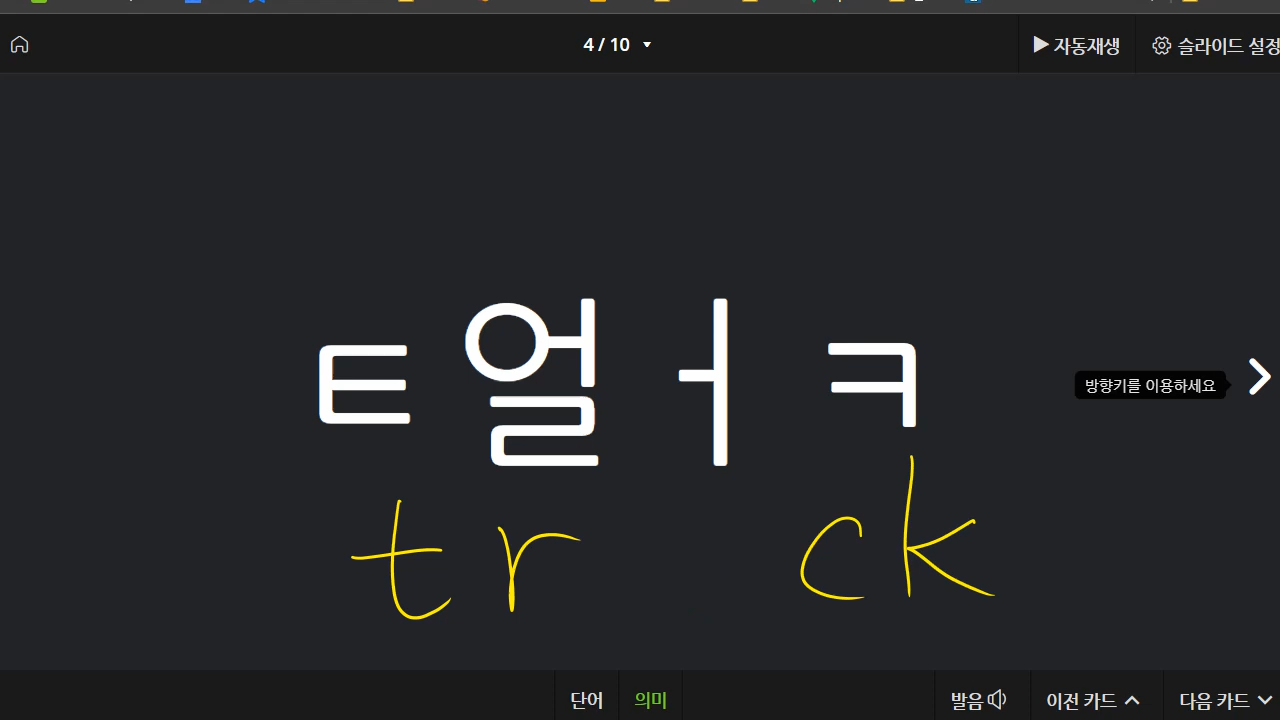 4 / 10
자동재생
슬라이드 설정
ㅌ 얼 ㅓ ㅋ
방향키를 이용하세요
tr ck
단어
의미
발음
이전 카드
다음 카드